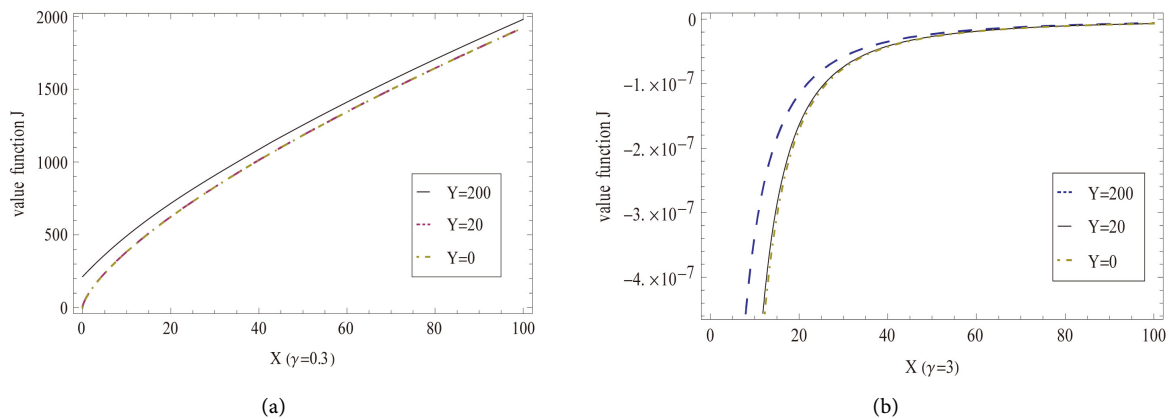 2000
1500
1000
500
0
value function J
0
20
40
60
80
100
X (γ=0.3)
Y=200
Y=20
Y=0
(a)
0
−1. ×10⁻⁷
−2. ×10⁻⁷
−3. ×10⁻⁷
−4. ×10⁻⁷
value function J
0
20
40
60
80
100
X (γ=3)
Y=200
Y=20
Y=0
(b)